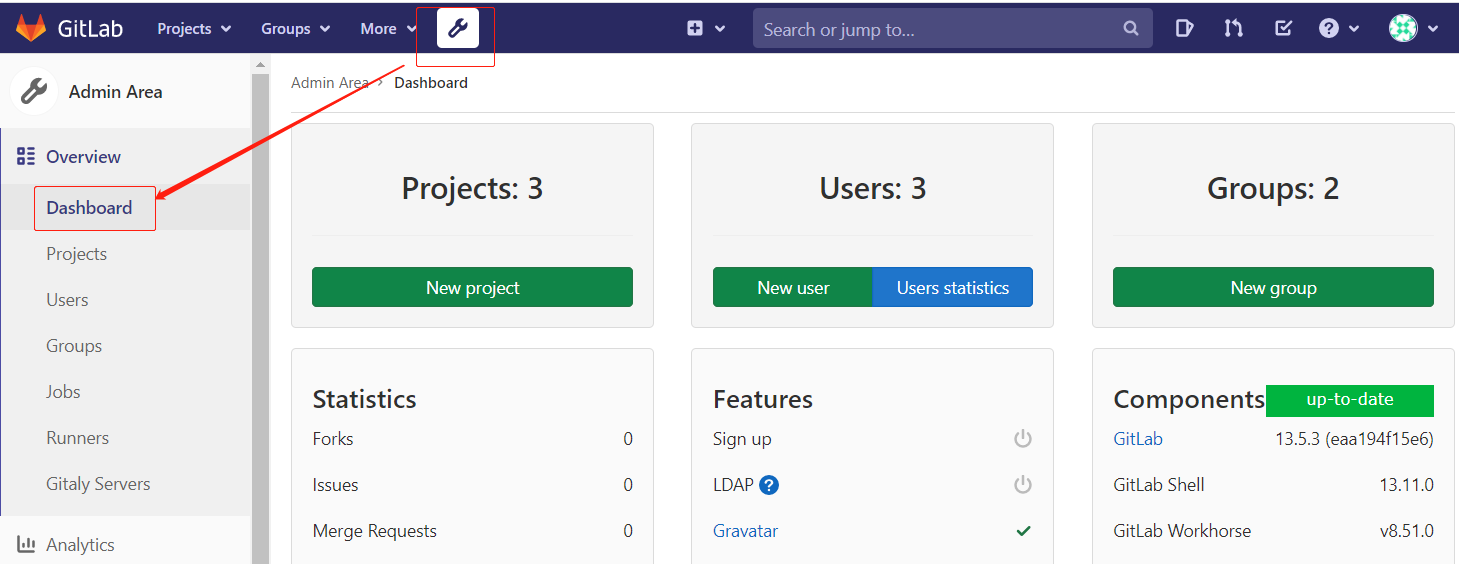 GitLab Projects Groups More Search or jump to...
Admin Area
Overview
Dashboard
Projects
Users
Groups
Jobs
Runners
Gitaly Servers
Analytics
Admin Area > Dashboard
Projects: 3
New project
Users: 3
New user Users statistics
Groups: 2
New group
Statistics
Forks 0
Issues 0
Merge Requests 0
Features
Sign up
LDAP ?
Gravatar
Components up-to-date
GitLab 13.5.3 (eaa194f15e6)
GitLab Shell 13.11.0
GitLab Workhorse v8.51.0